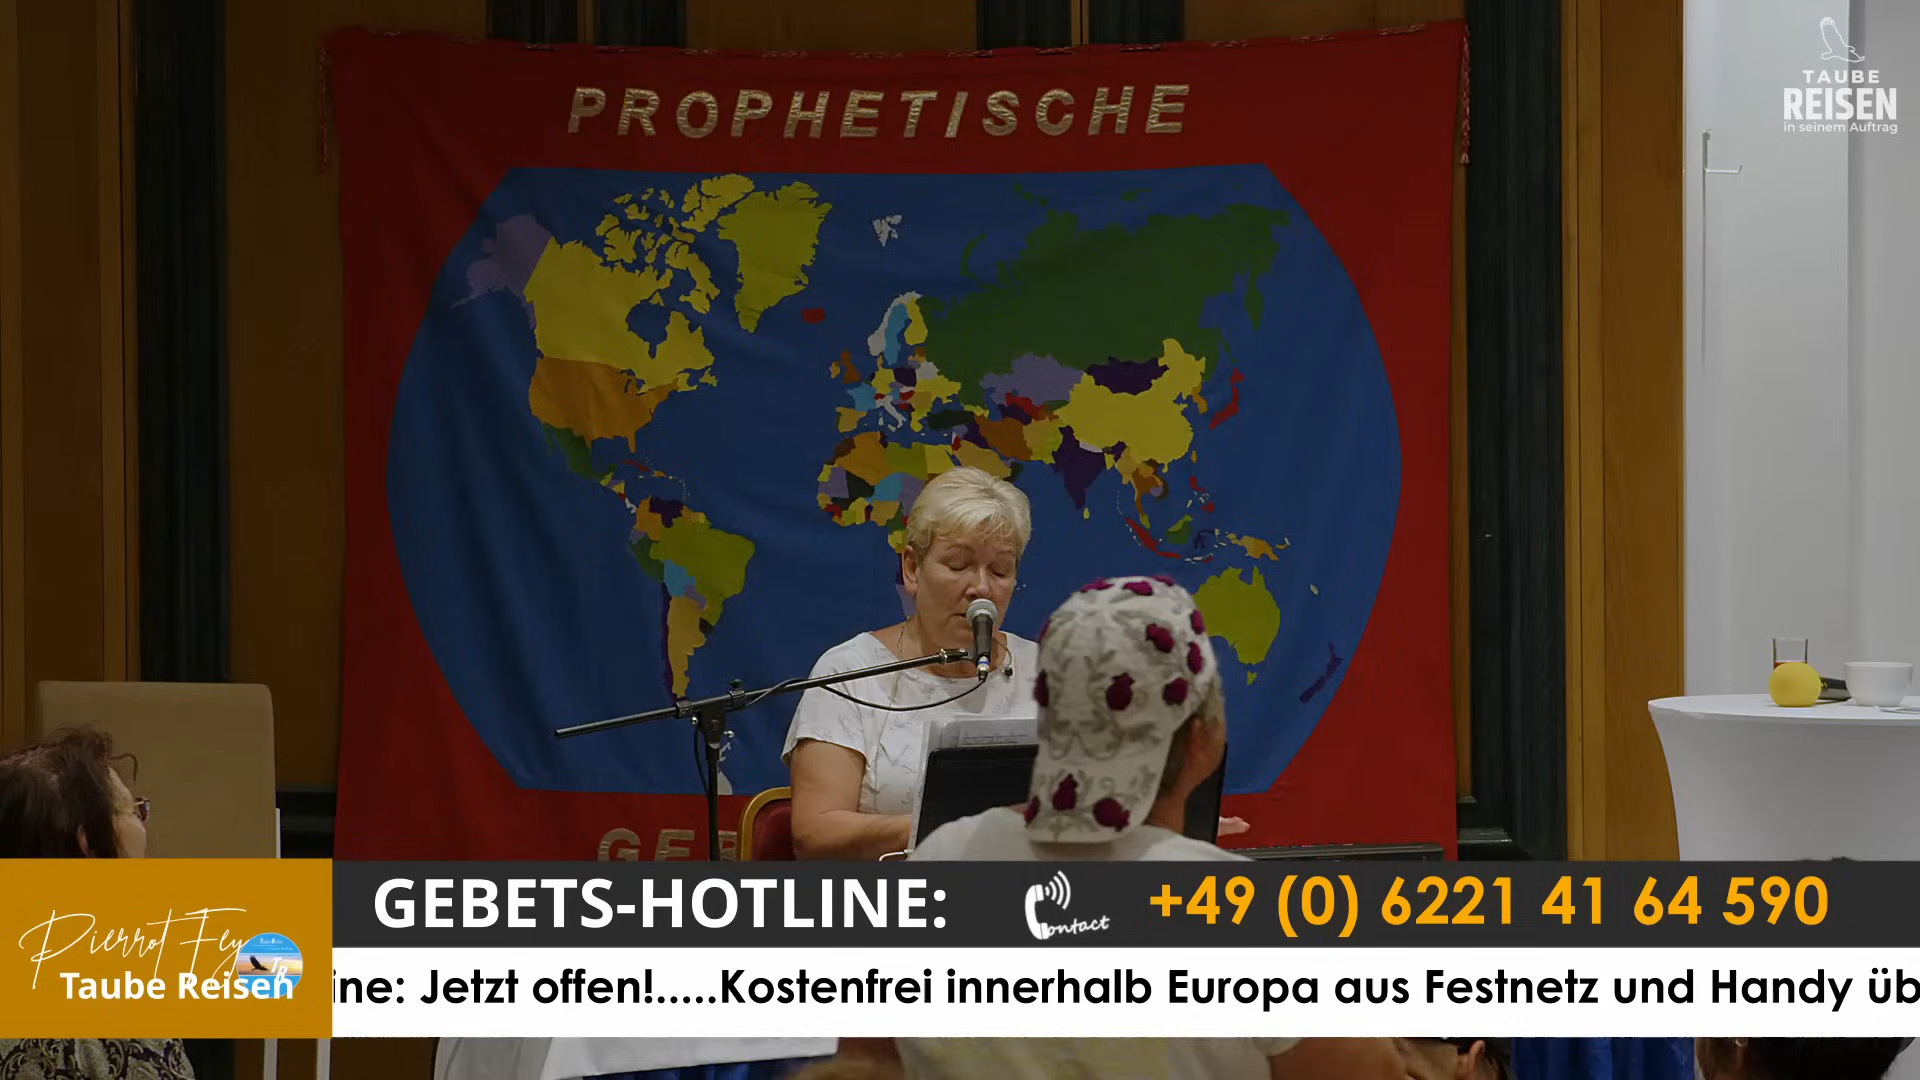 PROPHETISCHE
TAUBE
REISEN
in seinem Auftrag
GEBETS-HOTLINE:
Contact
+49 (0) 6221 41 64 590
Pierrot Fey
Taube Reisen
TR
ine: Jetzt offen!.....Kostenfrei innerhalb Europa aus Festnetz und Handy üb